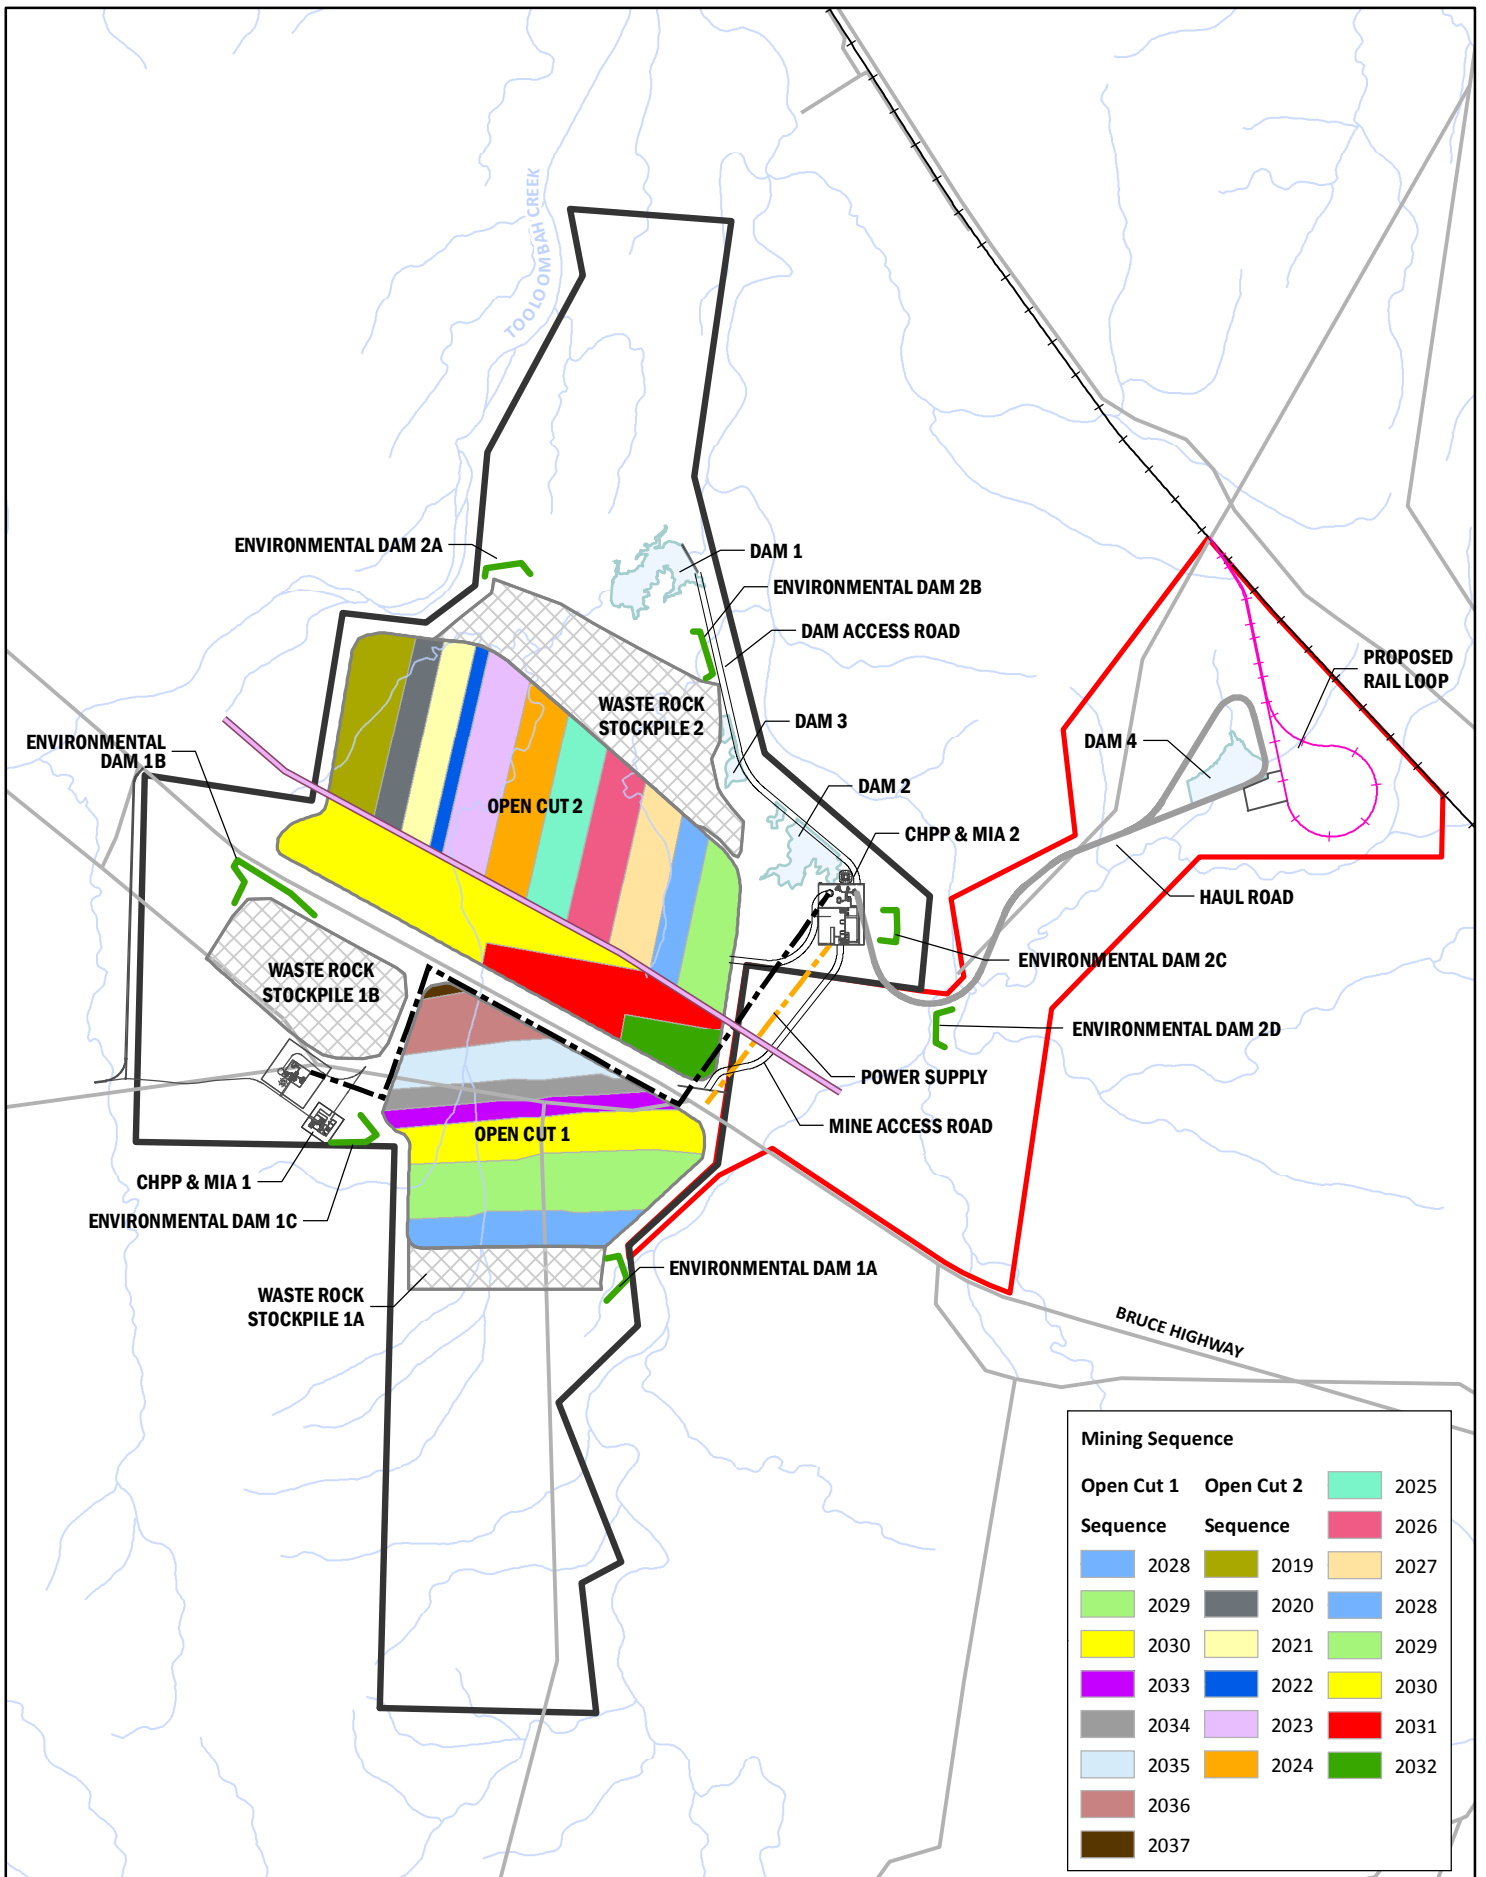 TOOLOOMBAH CREEK
ENVIRONMENTAL DAM 2A
DAM 1
ENVIRONMENTAL DAM 2B
DAM ACCESS ROAD
PROPOSED
RAIL LOOP
WASTE ROCK
STOCKPILE 2
DAM 3
DAM 4
ENVIRONMENTAL
DAM 1B
DAM 2
OPEN CUT 2
CHPP & MIA 2
HAUL ROAD
WASTE ROCK
STOCKPILE 1B
ENVIRONMENTAL DAM 2C
ENVIRONMENTAL DAM 2D
POWER SUPPLY
MINE ACCESS ROAD
OPEN CUT 1
CHPP & MIA 1
ENVIRONMENTAL DAM 1C
ENVIRONMENTAL DAM 1A
WASTE ROCK
STOCKPILE 1A
BRUCE HIGHWAY
Mining Sequence
Open Cut 1
Sequence
2028
2029
2030
2033
2034
2035
2036
2037
Open Cut 2
Sequence
2019
2020
2021
2022
2023
2024
2025
2026
2027
2028
2029
2030
2031
2032